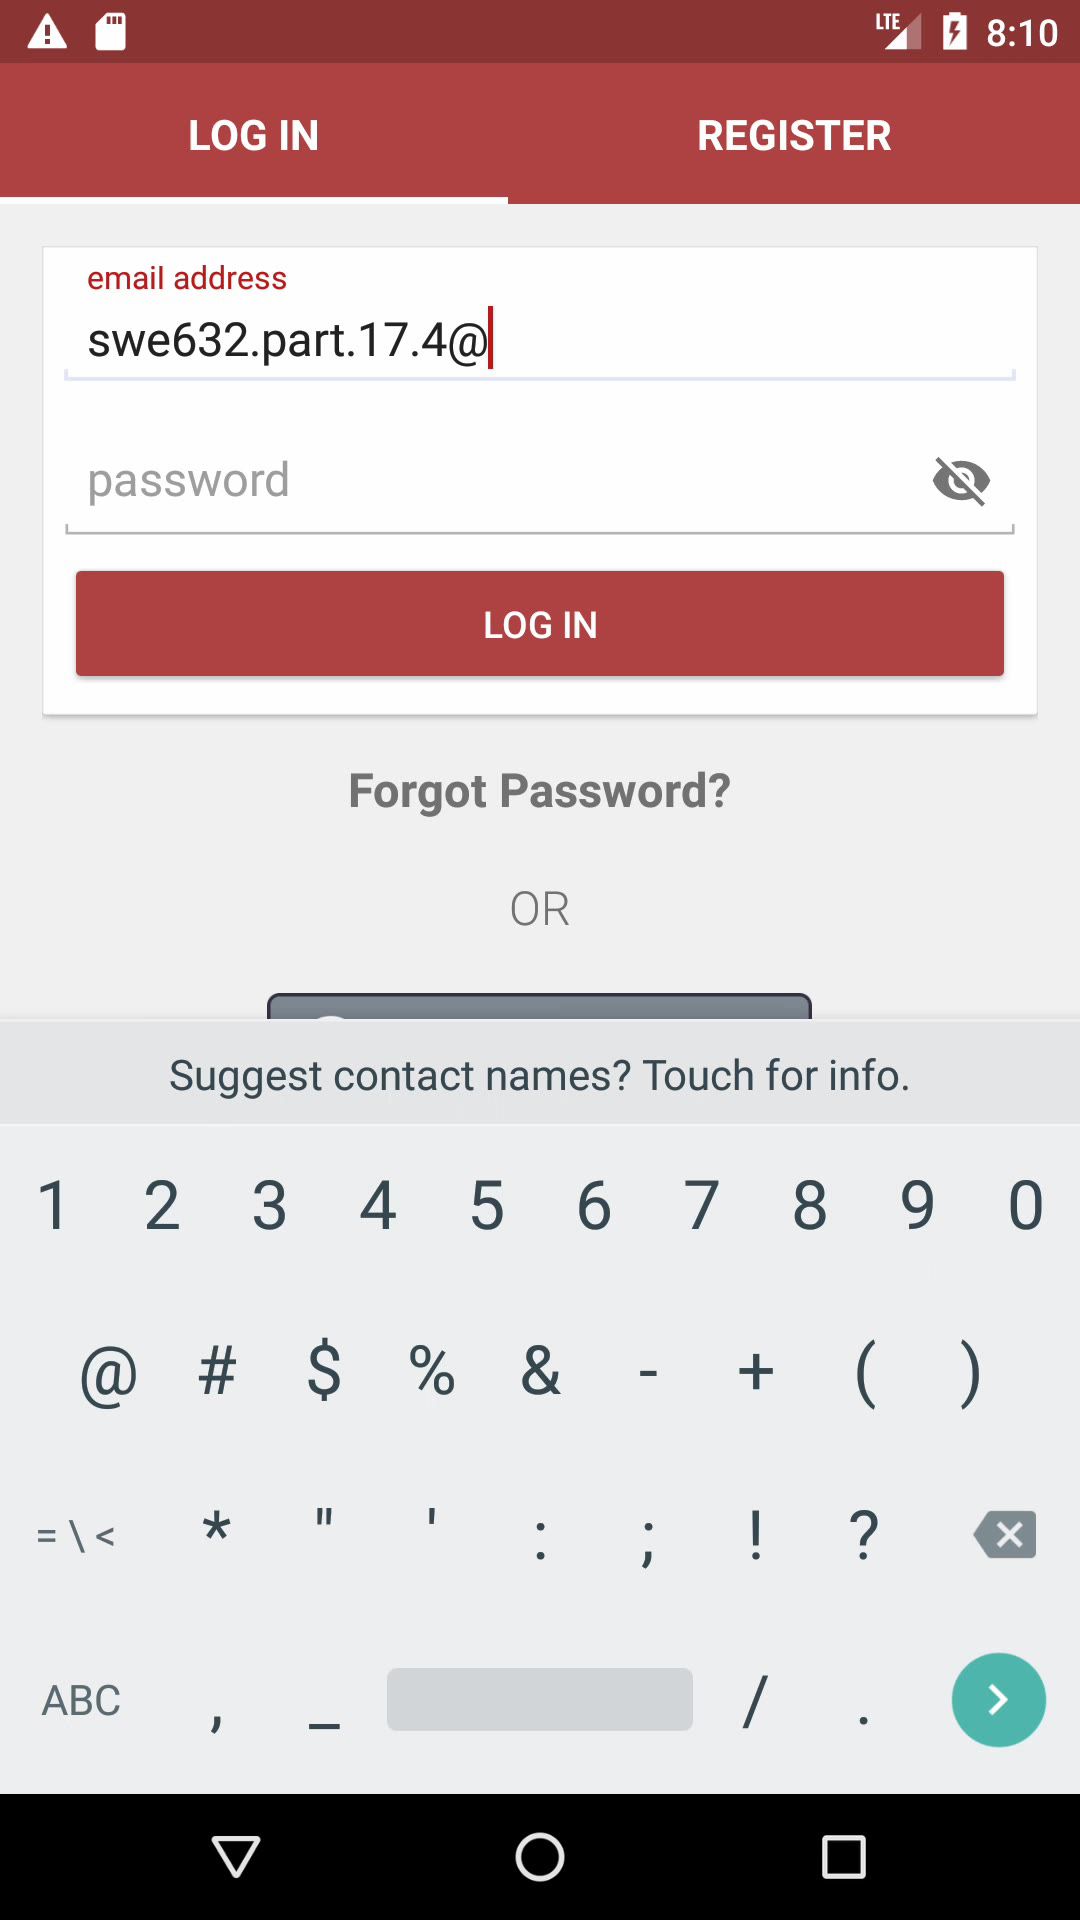 LTE 8:10
LOG IN REGISTER
email address
swe632.part.17.4@
password
LOG IN
Forgot Password?
OR
Suggest contact names? Touch for info.
1 2 3 4 5 6 7 8 9 0
@ # $ % & - + ( )
= \ < * " ' : ; ! ?
ABC , _ / .